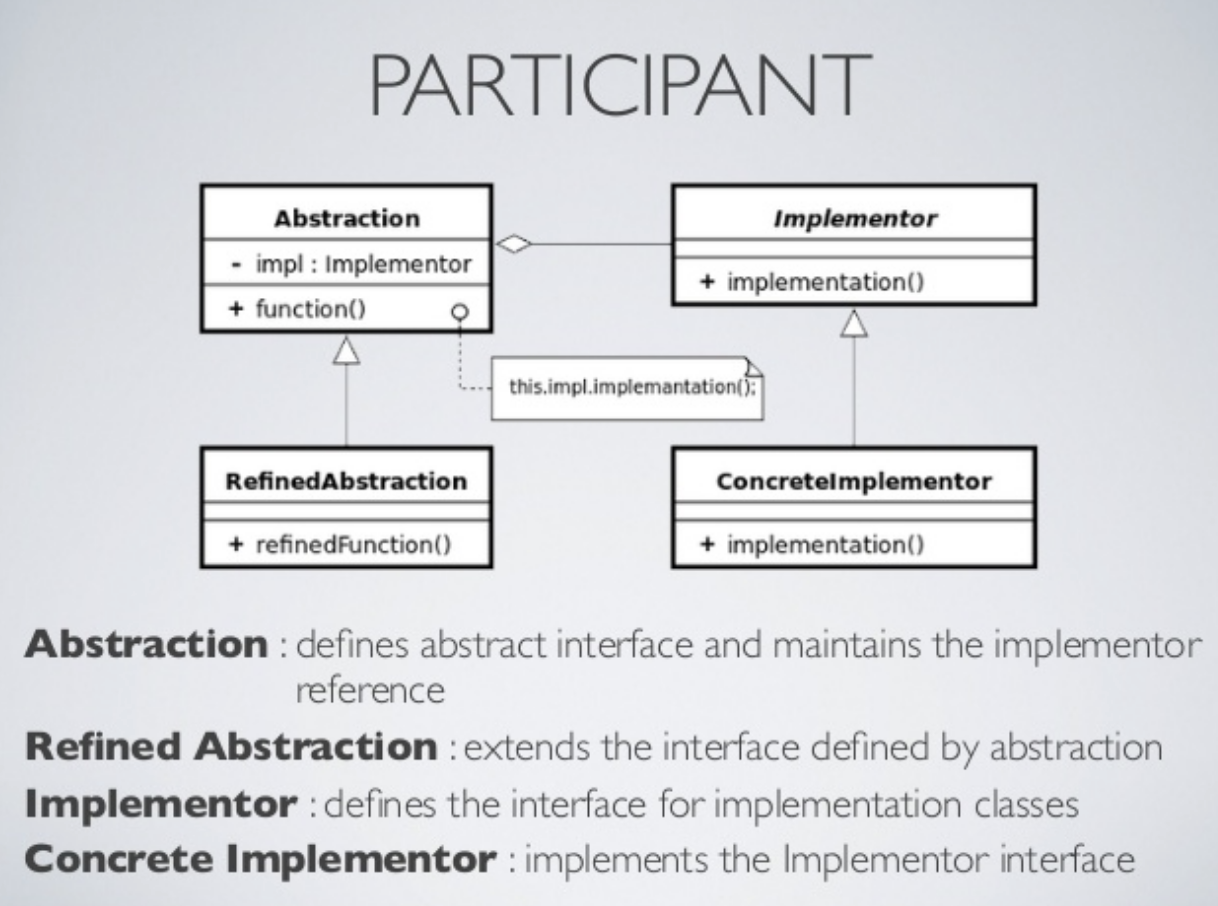 PARTICIPANT
Abstraction
- impl : Implementor
+ function()
Implementor
+ implementation()
this.impl.implemantation();
RefinedAbstraction
+ refinedFunction()
ConcreteImplementor
+ implementation()
Abstraction : defines abstract interface and maintains the implementor
reference
Refined Abstraction : extends the interface defined by abstraction
Implementor : defines the interface for implementation classes
Concrete Implementor : implements the Implementor interface